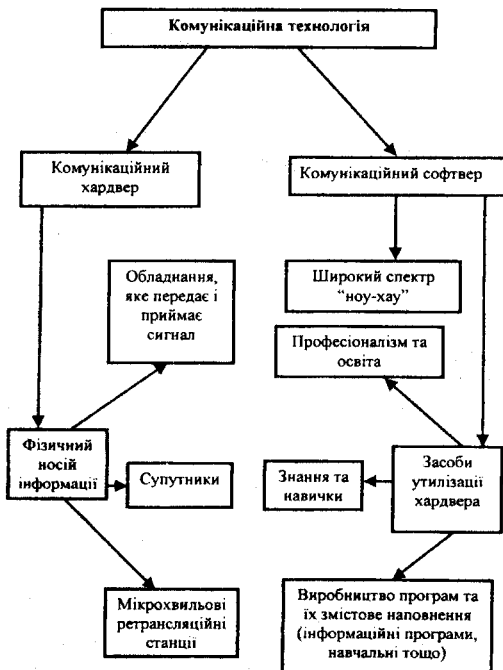 Комунікаційна технологія
Комунікаційний
хардвер
Комунікаційний софтвер
Обладнання,
яке передає і
приймає
сигнал
Широкий спектр
“ноу-хау”
Професіоналізм та
освіта
Фізичний
носій
інформації
Супутники
Знання та
навички
Засоби
утилізації
хардвера
Мікрохвильові
ретрансляційні
станції
Виробництво програм та
їх змістове наповнення
(інформаційні програми,
навчальні тощо)